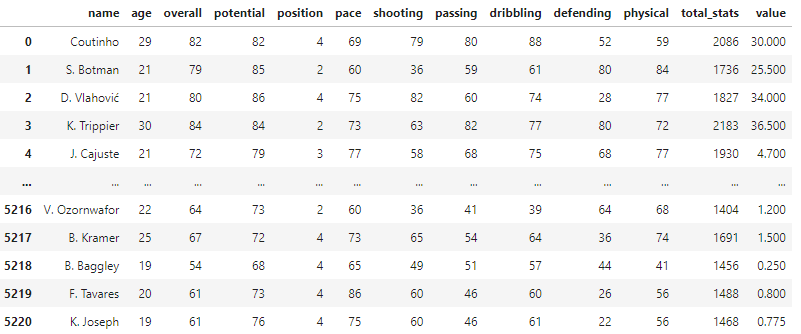 name age overall potential position pace shooting passing dribbling defending physical total_stats value
0 Coutinho 29 82 82 4 69 79 80 88 52 59 2086 30.000
1 S. Botman 21 79 85 2 60 36 59 61 80 84 1736 25.500
2 D. Vlahović 21 80 86 4 75 82 60 74 28 77 1827 34.000
3 K. Trippier 30 84 84 2 73 63 82 77 80 72 2183 36.500
4 J. Cajuste 21 72 79 3 77 58 68 75 68 77 1930 4.700
... ... ... ... ... ... ... ... ... ... ... ... ... ...
5216 V. Ozornwafor 22 64 73 2 60 36 41 39 64 68 1404 1.200
5217 B. Kramer 25 67 72 4 73 65 54 64 36 74 1691 1.500
5218 B. Baggley 19 54 68 4 65 49 51 57 44 41 1456 0.250
5219 F. Tavares 20 61 73 4 86 60 46 60 26 56 1488 0.800
5220 K. Joseph 19 61 76 4 75 60 46 61 22 56 1468 0.775